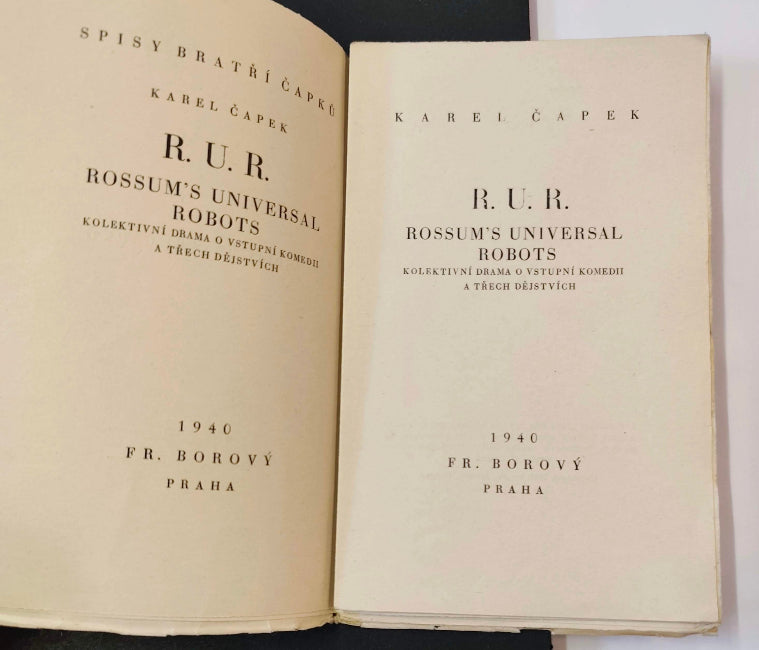 SPISY BRATŘÍ ČAPKŮ
KAREL ČAPEK
R. U. R.
ROSSUM'S UNIVERSAL
ROBOTS
KOLEKTIVNÍ DRAMA O VSTUPNÍ KOMEDII
A TŘECH DĚJSTVÍCH
1940
FR. BOROVÝ
PRAHA
KAREL ČAPEK
R. U. R.
ROSSUM'S UNIVERSAL
ROBOTS
KOLEKTIVNÍ DRAMA O VSTUPNÍ KOMEDII
A TŘECH DĚJSTVÍCH
1940
FR. BOROVÝ
PRAHA